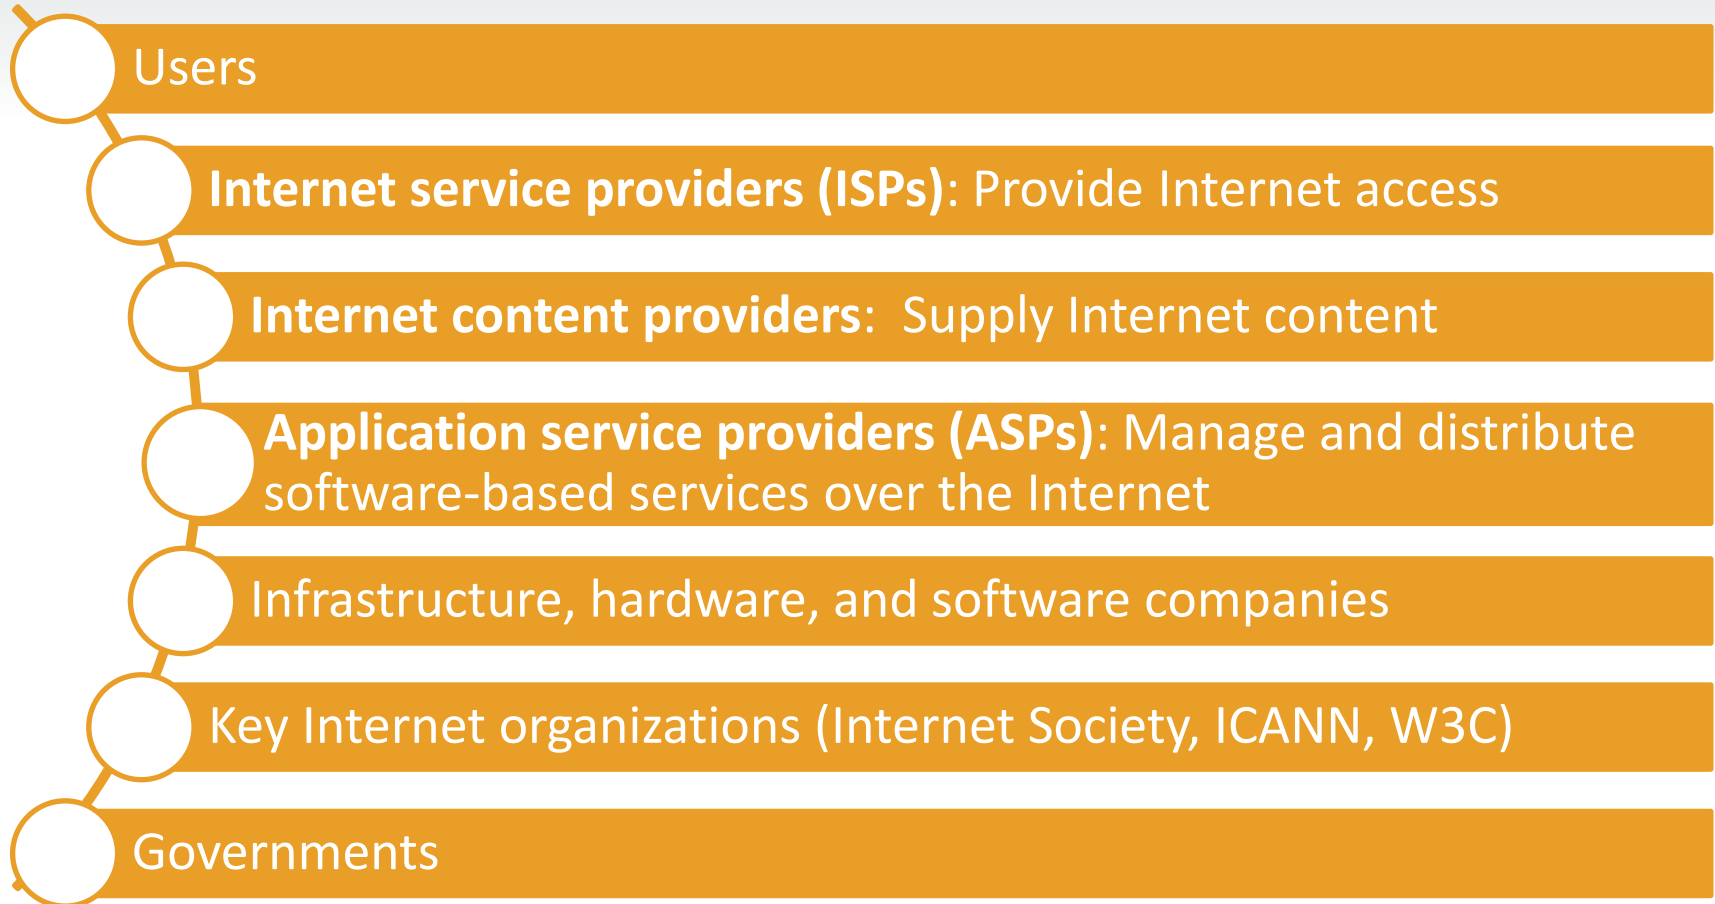 Users
Internet service providers (ISPs): Provide Internet access
Internet content providers:  Supply Internet content
Application service providers (ASPs): Manage and distribute
software-based services over the Internet
Infrastructure, hardware, and software companies
Key Internet organizations (Internet Society, ICANN, W3C)
Governments